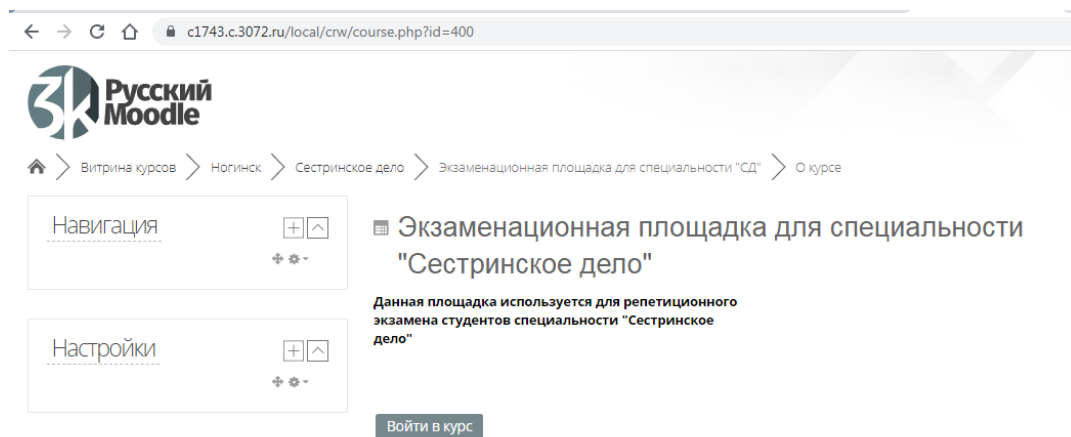 c1743.c.3072.ru/local/crw/course.php?id=400
3k Русский
Moodle
Витрина курсов Ногинск Сестринское дело Экзаменационная площадка для специальности "СД" О курсе
Навигация
Экзаменационная площадка для специальности
"Сестринское дело"
Данная площадка используется для репетиционного
экзамена студентов специальности "Сестринское
дело"
Настройки
Войти в курс